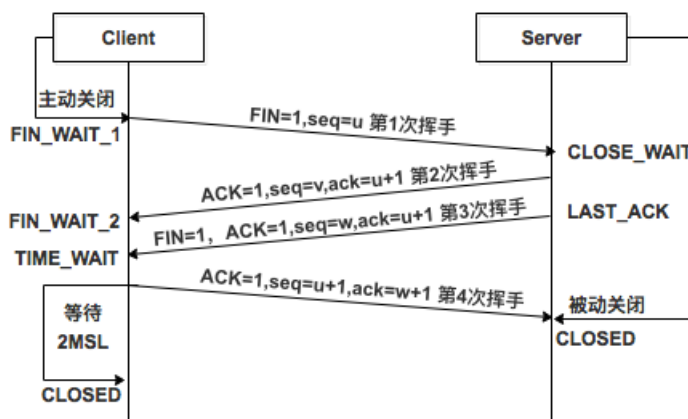 Client
Server
主动关闭
FIN=1,seq=u 第1次挥手
FIN_WAIT_1
CLOSE_WAIT
ACK=1,seq=v,ack=u+1 第2次挥手
FIN_WAIT_2
LAST_ACK
FIN=1，ACK=1,seq=w,ack=u+1 第3次挥手
TIME_WAIT
ACK=1,seq=u+1,ack=w+1 第4次挥手
等待
2MSL
被动关闭
CLOSED
CLOSED